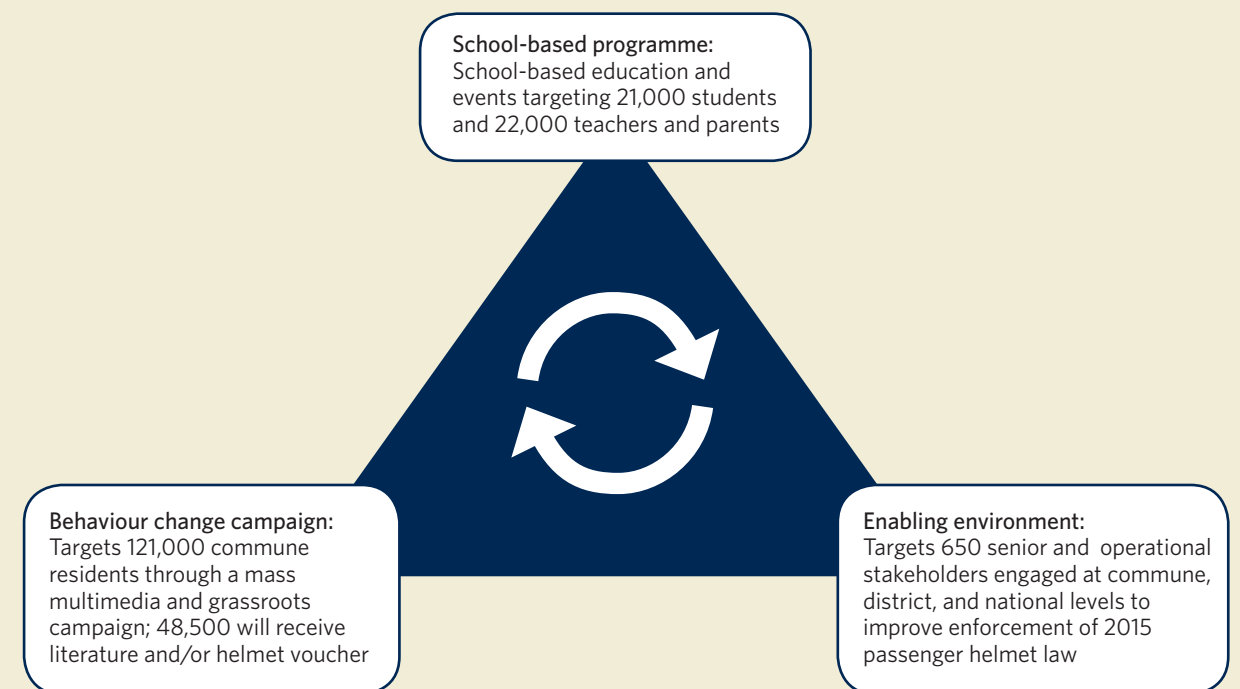 School-based programme:
School-based education and
events targeting 21,000 students
and 22,000 teachers and parents
Behaviour change campaign:
Targets 121,000 commune
residents through a mass
multimedia and grassroots
campaign; 48,500 will receive
literature and/or helmet voucher
Enabling environment:
Targets 650 senior and operational
stakeholders engaged at commune,
district, and national levels to
improve enforcement of 2015
passenger helmet law